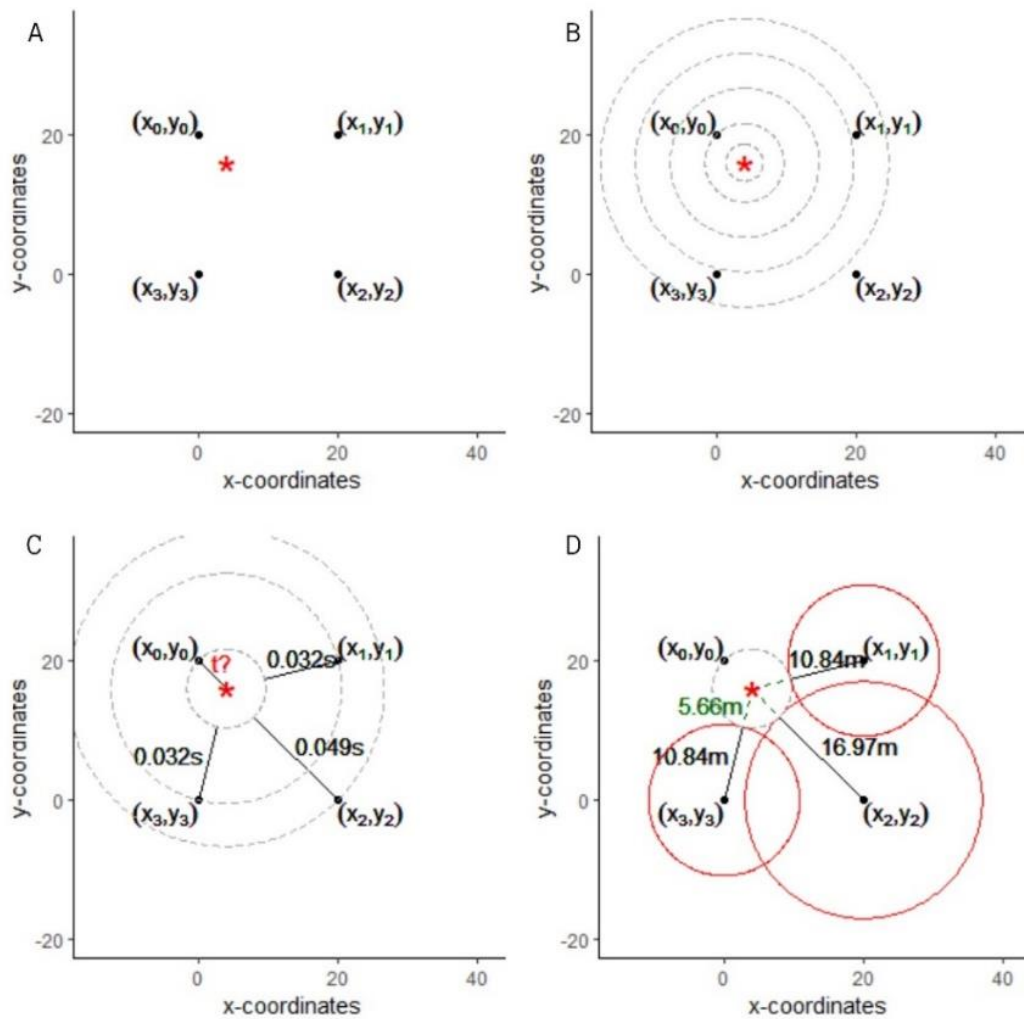 A
y-coordinates
20
0
-20
(x₀,y₀)
(x₁,y₁)
*
(x₃,y₃)
(x₂,y₂)
0
20
40
x-coordinates
B
y-coordinates
20
0
-20
(x₀,y₀)
(x₁,y₁)
*
(x₃,y₃)
(x₂,y₂)
0
20
40
x-coordinates
C
y-coordinates
20
0
-20
(x₀,y₀)
t?
0.032s
(x₁,y₁)
*
0.032s
0.049s
(x₃,y₃)
(x₂,y₂)
0
20
40
x-coordinates
D
y-coordinates
20
0
-20
(x₀,y₀)
10.84m
(x₁,y₁)
*
5.66m
10.84m
16.97m
(x₃,y₃)
(x₂,y₂)
0
20
40
x-coordinates